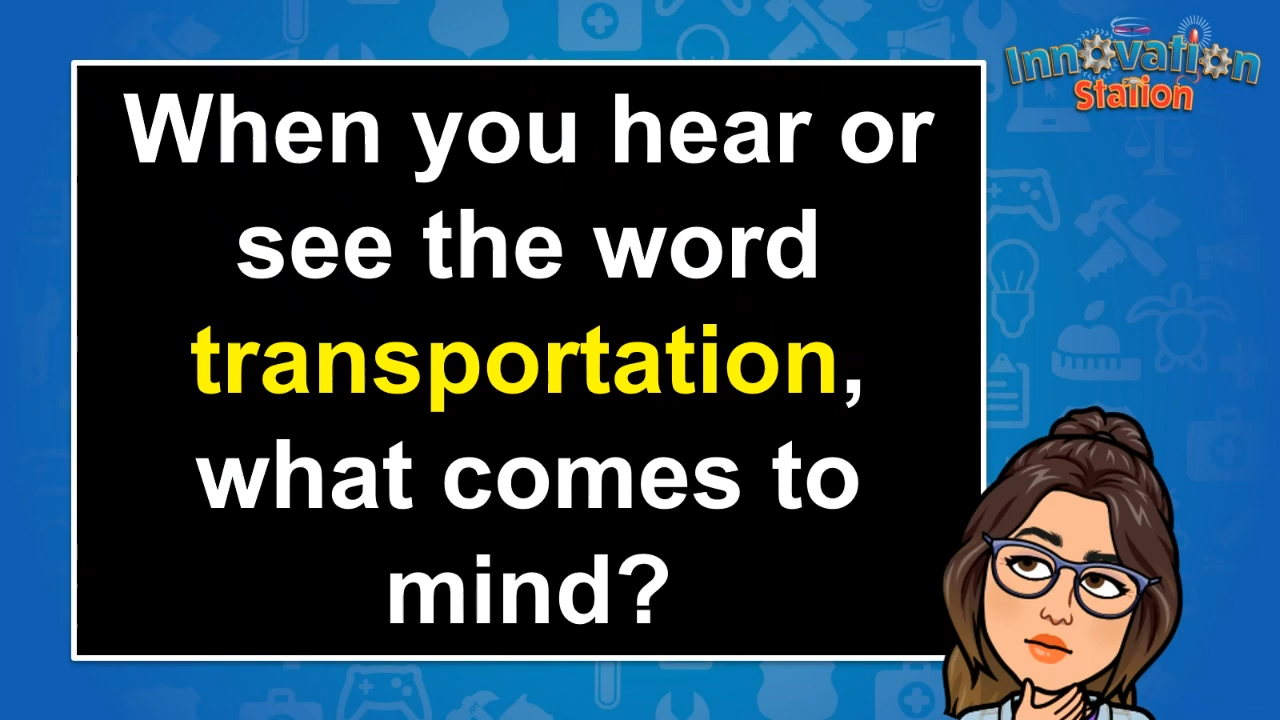 Innovation
Station
When you hear or
see the word
transportation,
what comes to
mind?